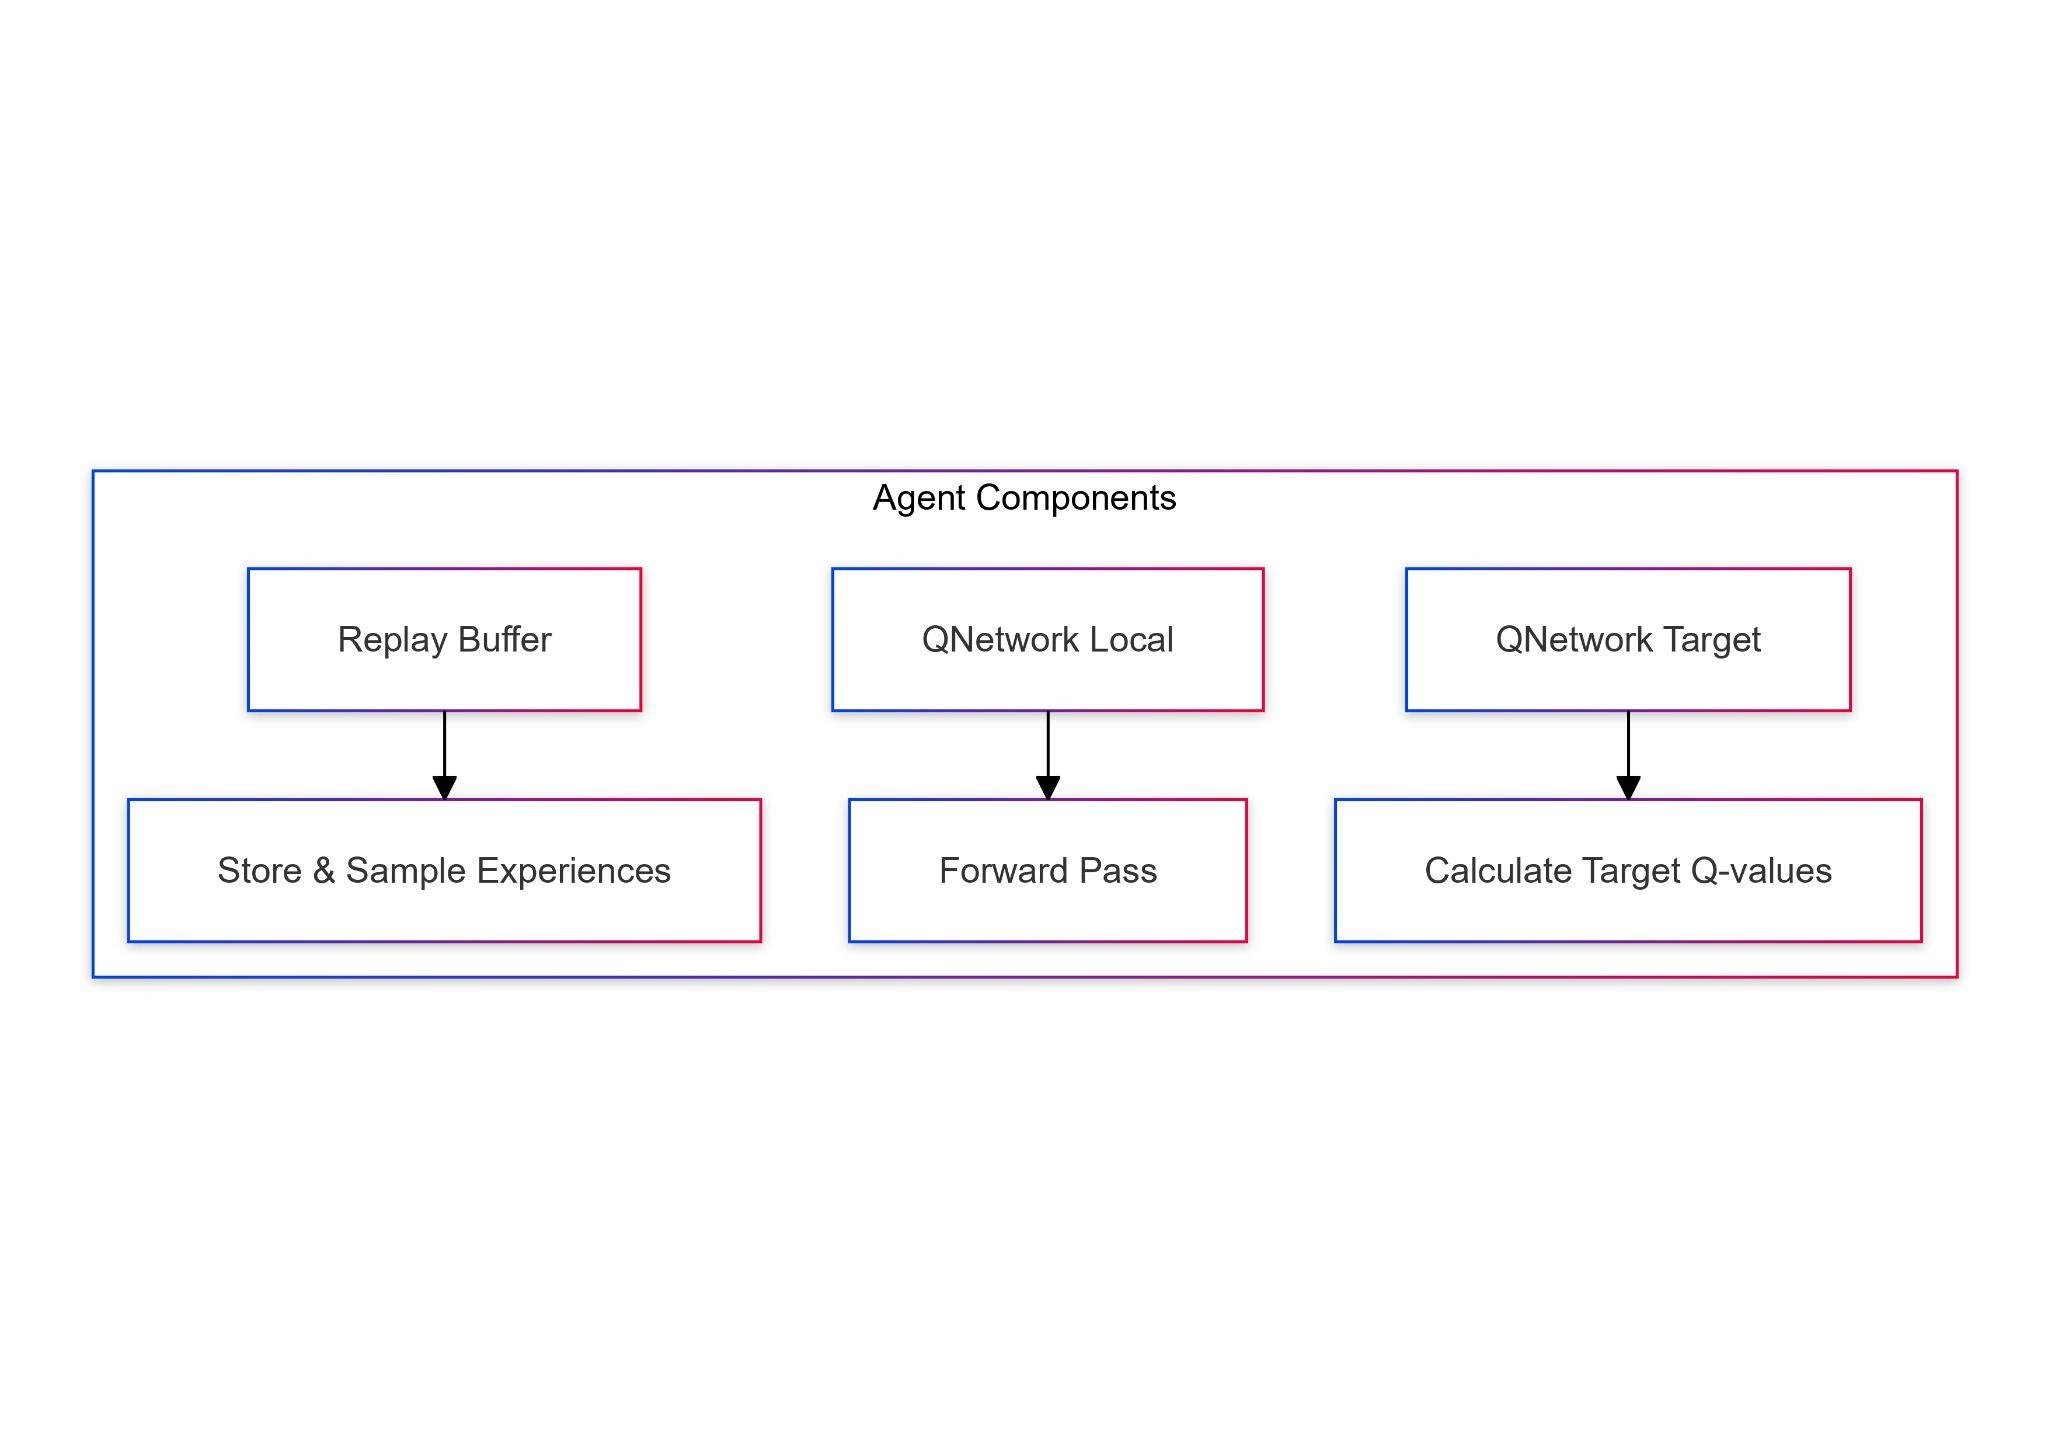 Agent Components
Replay Buffer
QNetwork Local
QNetwork Target
Store & Sample Experiences
Forward Pass
Calculate Target Q-values